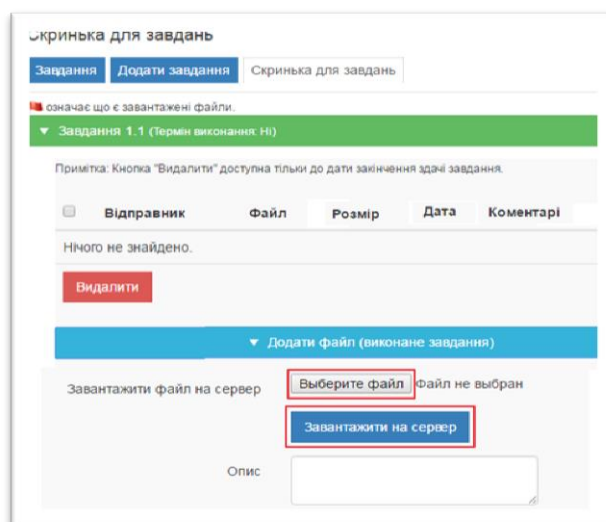 Скринька для завдань
Завдання Додати завдання Скринька для завдань
означає що є завантажені файли.
Завдання 1.1 (Термін виконання: Ні)
Примітка: Кнопка "Видалити" доступна тільки до дати закінчення здачі завдання.
Відправник Файл Розмір Дата Коментарі
Нічого не знайдено.
Видалити
Додати файл (виконане завдання)
Завантажити файл на сервер Выберите файл Файл не выбран
Завантажити на сервер
Опис